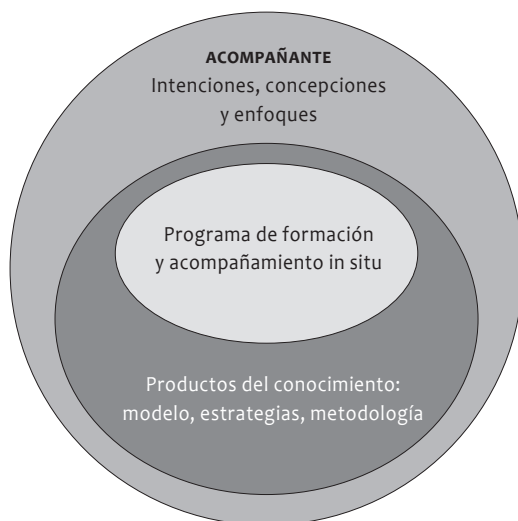 ACOMPAÑANTE
Intenciones, concepciones
y enfoques
Programa de formación
y acompañamiento in situ
Productos del conocimiento:
modelo, estrategias, metodología